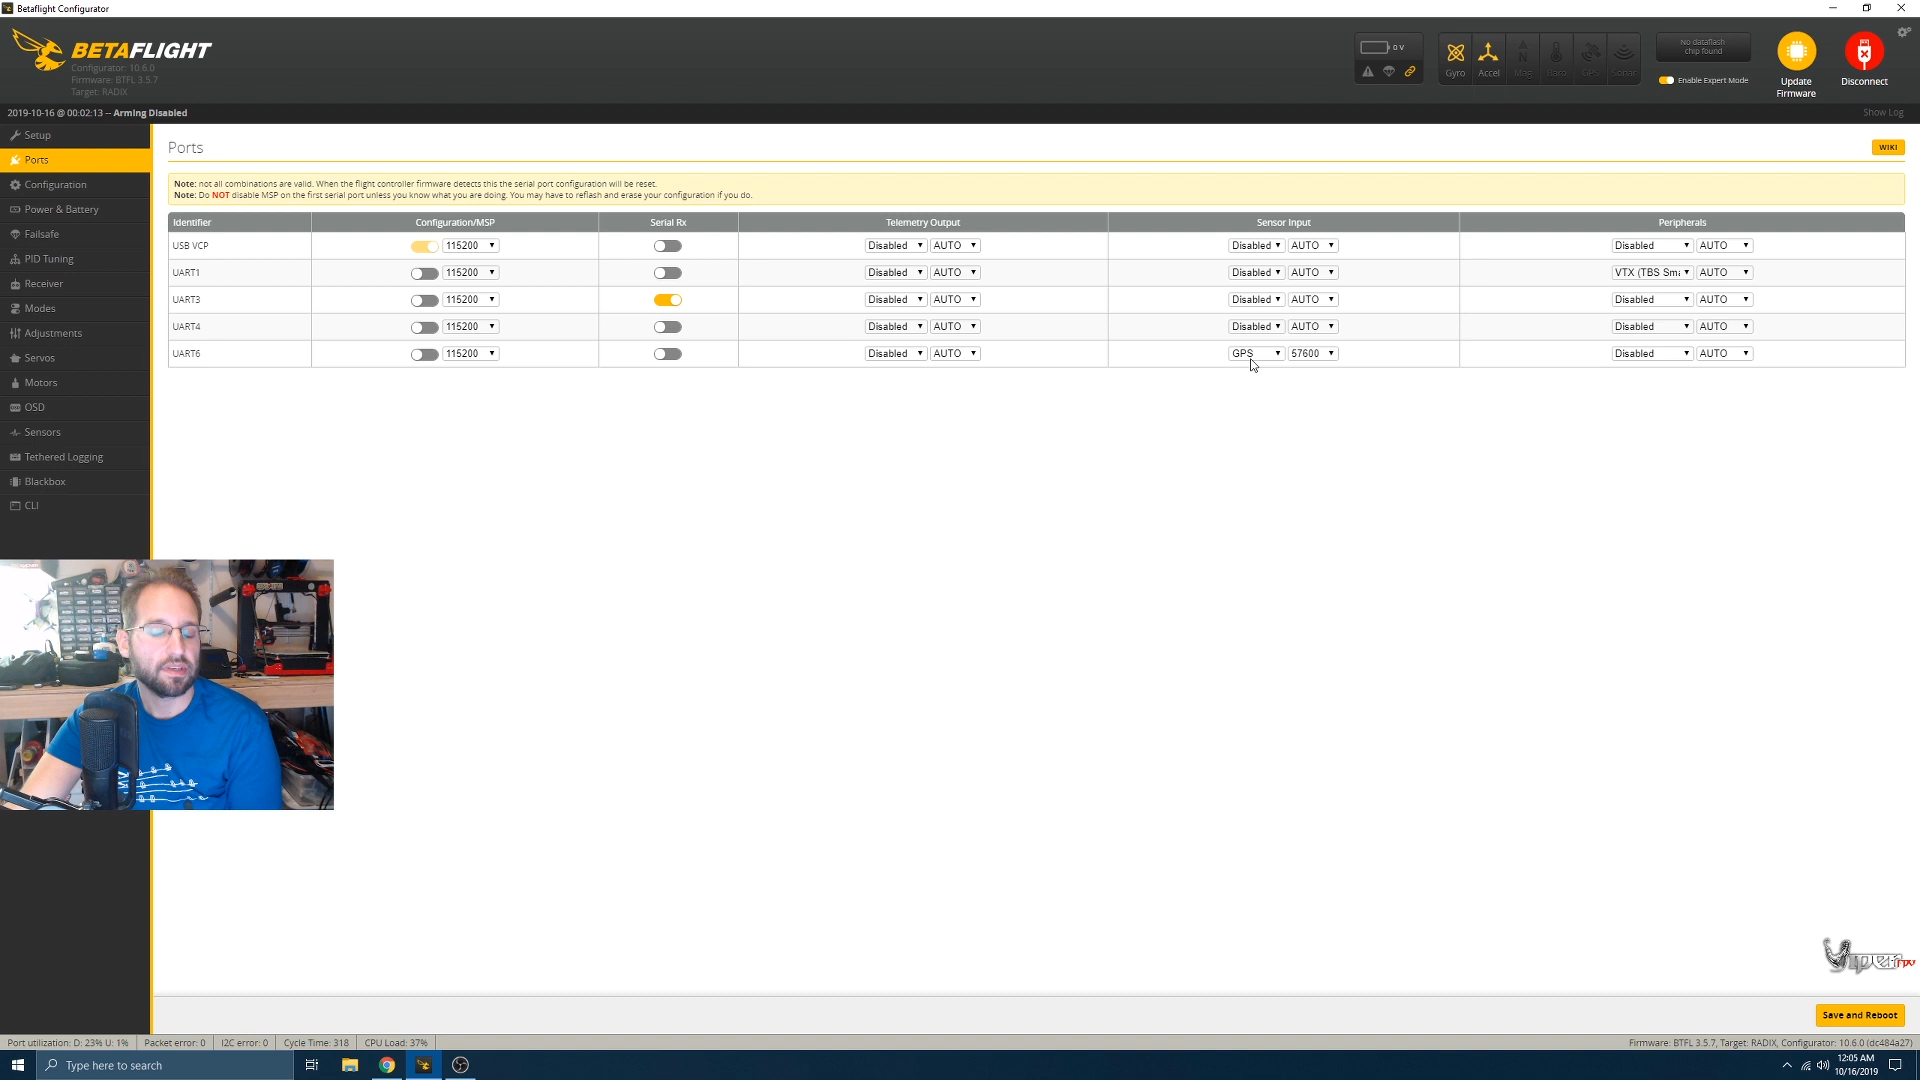 Betaflight Configurator
BETAFLIGHT
Configurator: 10.6.0
Firmware: BTFL 3.5.7
Target: RADIX
0 V
Gyro
Accel
Mag
Baro
GPS
Sonar
No dataflash
chip found
Enable Expert Mode
Update
Firmware
Disconnect
2019-10-16 @ 00:02:13 -- Arming Disabled
Show Log
Setup
Ports
Configuration
Power & Battery
Failsafe
PID Tuning
Receiver
Modes
Adjustments
Servos
Motors
OSD
Sensors
Tethered Logging
Blackbox
CLI
Ports
WIKI
Note: not all combinations are valid. When the flight controller firmware detects this the serial port configuration will be reset.
Note: Do NOT disable MSP on the first serial port unless you know what you are doing. You may have to reflash and erase your configuration if you do.
Identifier Configuration/MSP Serial Rx Telemetry Output Sensor Input Peripherals
USB VCP 115200 Disabled AUTO Disabled AUTO Disabled AUTO
UART1 115200 Disabled AUTO Disabled AUTO VTX (TBS Sma AUTO
UART3 115200 Disabled AUTO Disabled AUTO Disabled AUTO
UART4 115200 Disabled AUTO Disabled AUTO Disabled AUTO
UART6 115200 Disabled AUTO GPS 57600 Disabled AUTO
Save and Reboot
Port utilization: D: 23% U: 1% Packet error: 0 I2C error: 0 Cycle Time: 318 CPU Load: 37% Firmware: BTFL 3.5.7, Target: RADIX, Configurator: 10.6.0 (dc484a27)
Type here to search
12:05 AM
10/16/2019